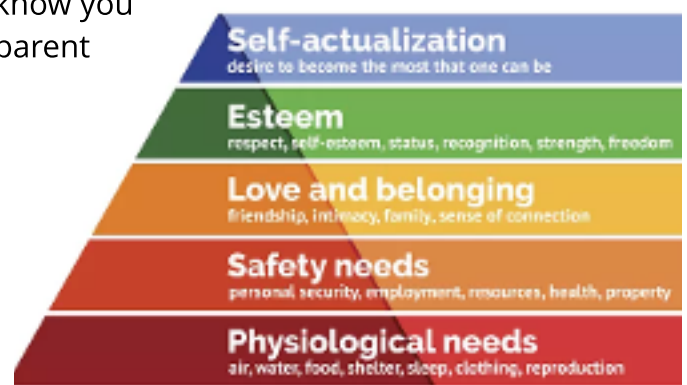 know you
parent
Self-actualization
desire to become the most that one can be
Esteem
respect, self-esteem, status, recognition, strength, freedom
Love and belonging
friendship, intimacy, family, sense of connection
Safety needs
personal security, employment, resources, health, property
Physiological needs
air, water, food, shelter, sleep, clothing, reproduction